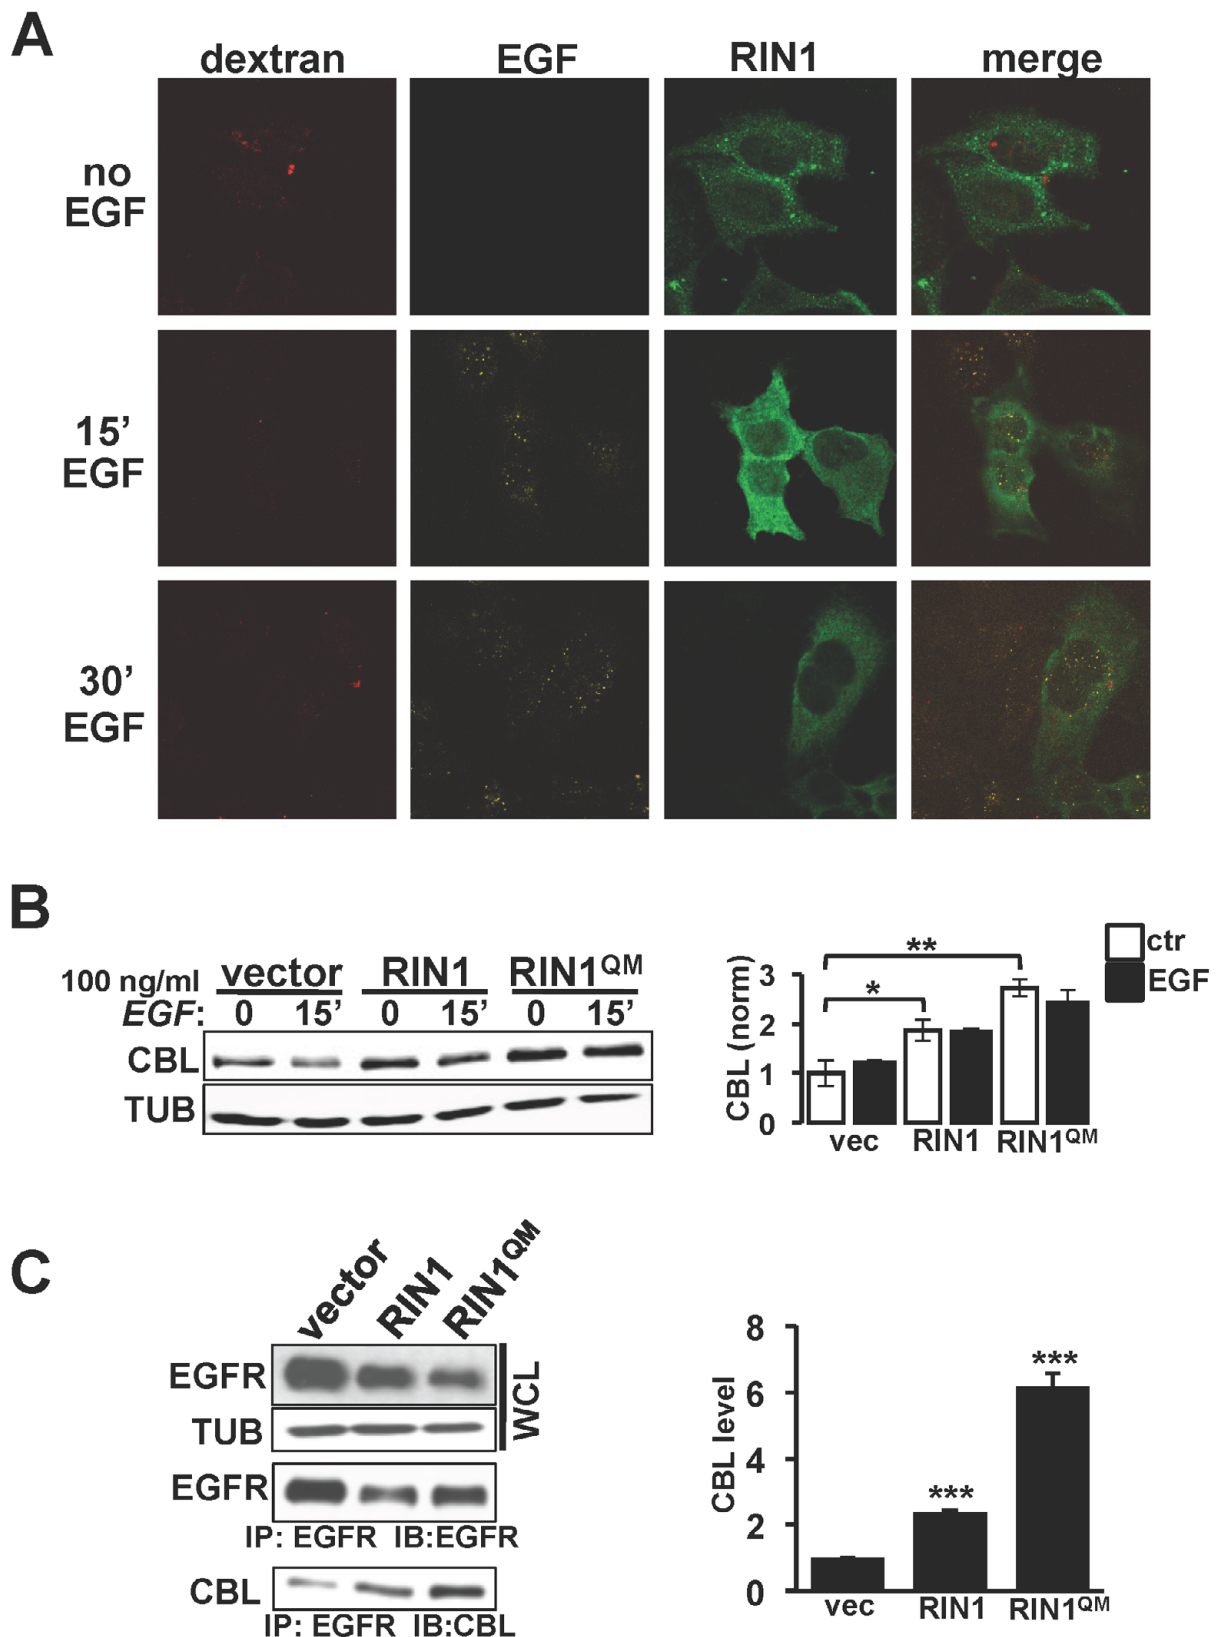 A
dextran EGF RIN1 merge
no
EGF
15’
EGF
30’
EGF
B
100 ng/ml vector RIN1 RIN1QM
EGF: 0 15’ 0 15’ 0 15’
CBL
TUB
CBL (norm)
3
2
1
0
**
*
ctr
EGF
vec RIN1 RIN1QM
C
vector RIN1 RIN1QM
EGFR
TUB
WCL
EGFR
IP: EGFR IB:EGFR
CBL
IP: EGFR IB:CBL
CBL level
8
6
4
2
0
***
***
vec RIN1 RIN1QM